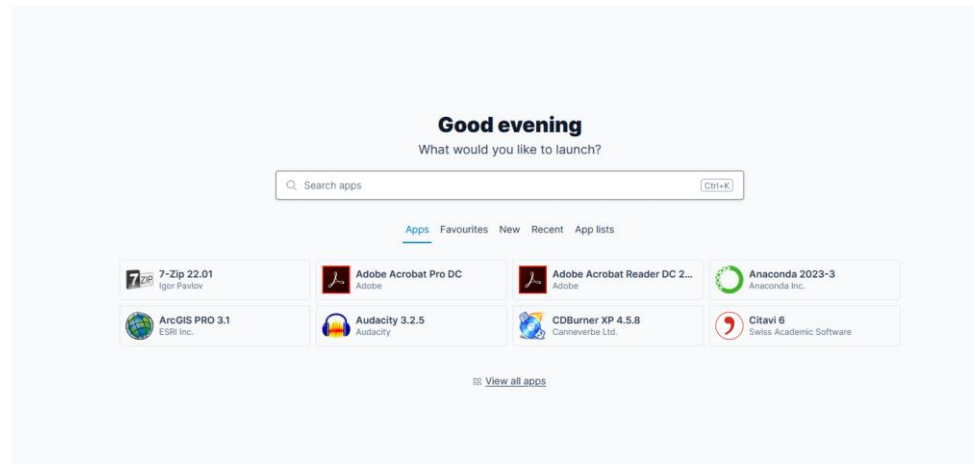 Good evening
What would you like to launch?
Search apps Ctrl+K
Apps Favourites New Recent App lists
7-Zip 22.01
Igor Pavlov
Adobe Acrobat Pro DC
Adobe
Adobe Acrobat Reader DC 2...
Adobe
Anaconda 2023-3
Anaconda Inc.
ArcGIS PRO 3.1
ESRI Inc.
Audacity 3.2.5
Audacity
CDBurner XP 4.5.8
Canneverbe Ltd.
Citavi 6
Swiss Academic Software
View all apps